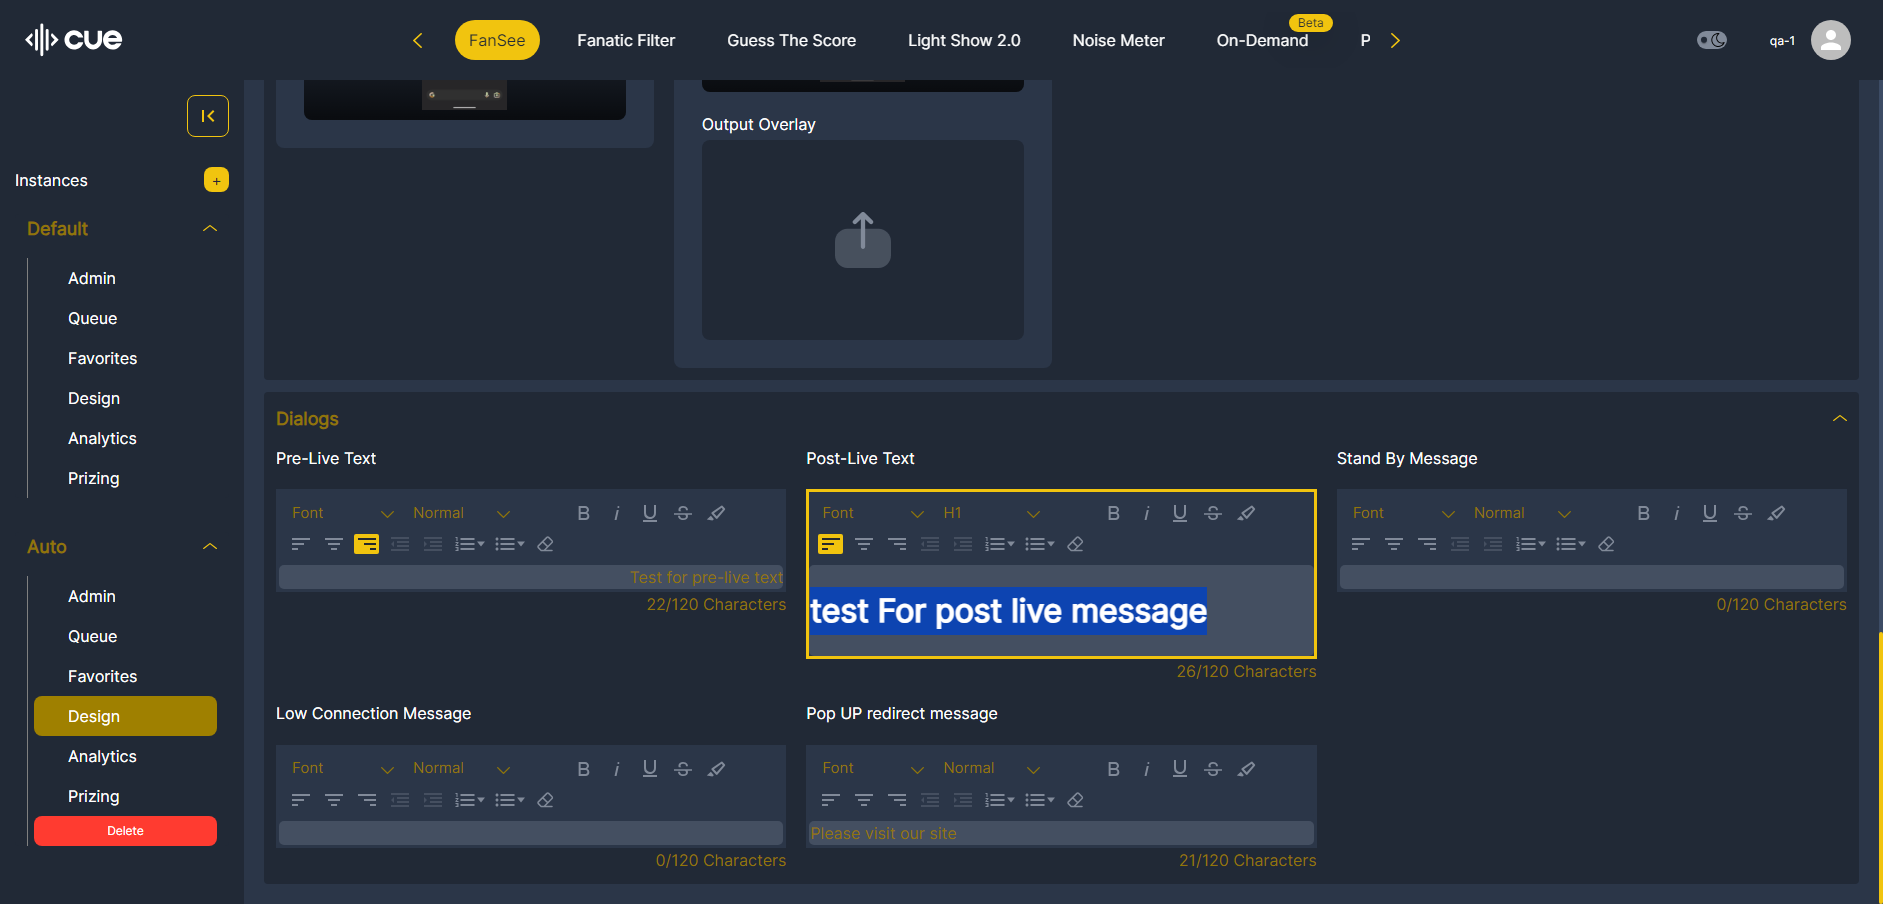 cue
FanSee
Fanatic Filter
Guess The Score
Light Show 2.0
Noise Meter
On-Demand
Beta
P
qa-1
Instances
+
Default
Admin
Queue
Favorites
Design
Analytics
Prizing
Auto
Admin
Queue
Favorites
Design
Analytics
Prizing
Delete
Output Overlay
Dialogs
Pre-Live Text
Font Normal B i U S
Test for pre-live text
22/120 Characters
Post-Live Text
Font H1 B i U S
test For post live message
26/120 Characters
Stand By Message
Font Normal B i U S
0/120 Characters
Low Connection Message
Font Normal B i U S
0/120 Characters
Pop UP redirect message
Font Normal B i U S
Please visit our site
21/120 Characters